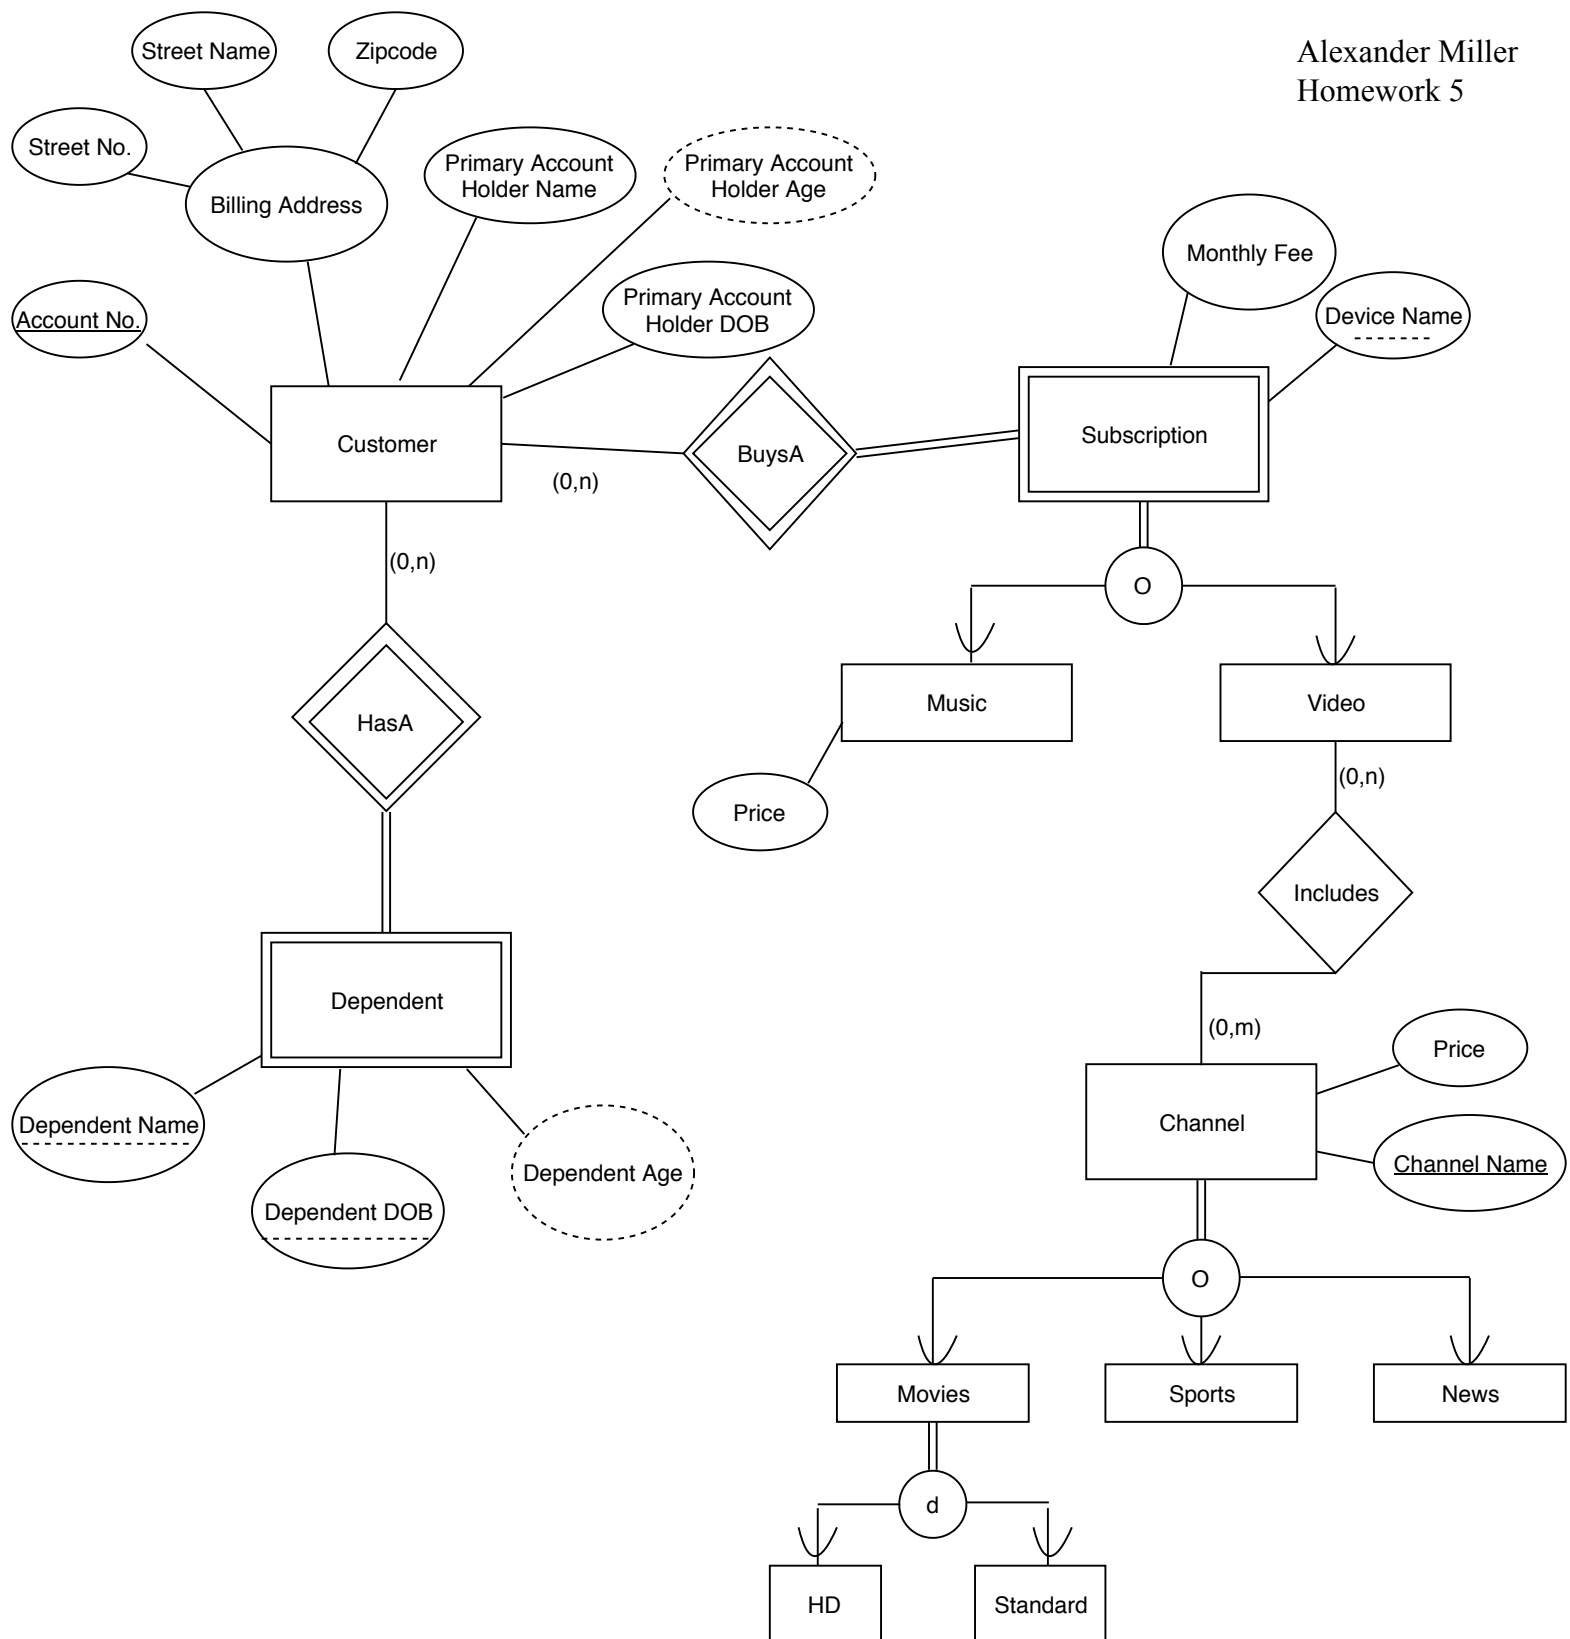 Alexander Miller
Homework 5
Street Name
Zipcode
Street No.
Billing Address
Primary Account
Holder Name
Primary Account
Holder Age
Primary Account
Holder DOB
Account No.
Monthly Fee
Device Name
Customer
(0,n)
BuysA
Subscription
(0,n)
O
HasA
Music
Video
Price
(0,n)
Includes
Dependent
(0,m)
Dependent Name
Dependent DOB
Dependent Age
Channel
Price
Channel Name
O
Movies
Sports
News
d
HD
Standard